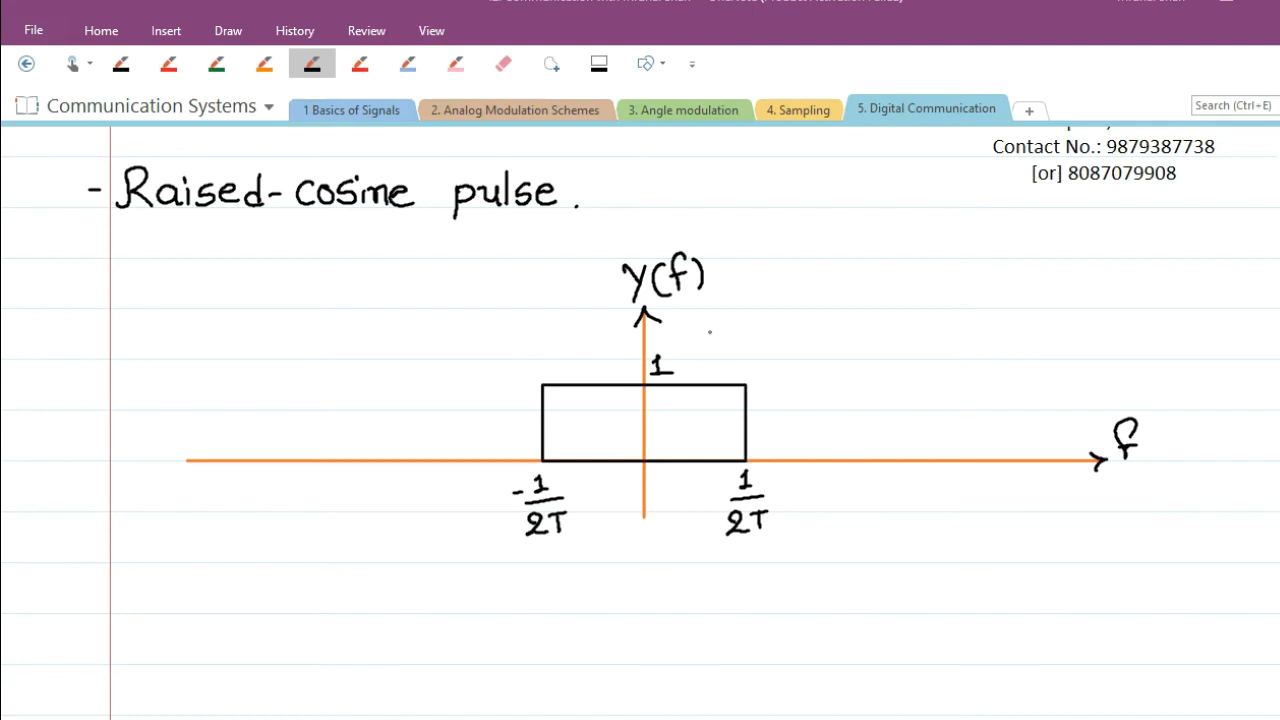 File Home Insert Draw History Review View
Communication Systems 1 Basics of Signals 2. Analog Modulation Schemes 3. Angle modulation 4. Sampling 5. Digital Communication + Search (Ctrl+E)
Contact No.: 9879387738
[or] 8087079908
- Raised-cosine pulse.
y(f)
1
f
-1/2T 1/2T